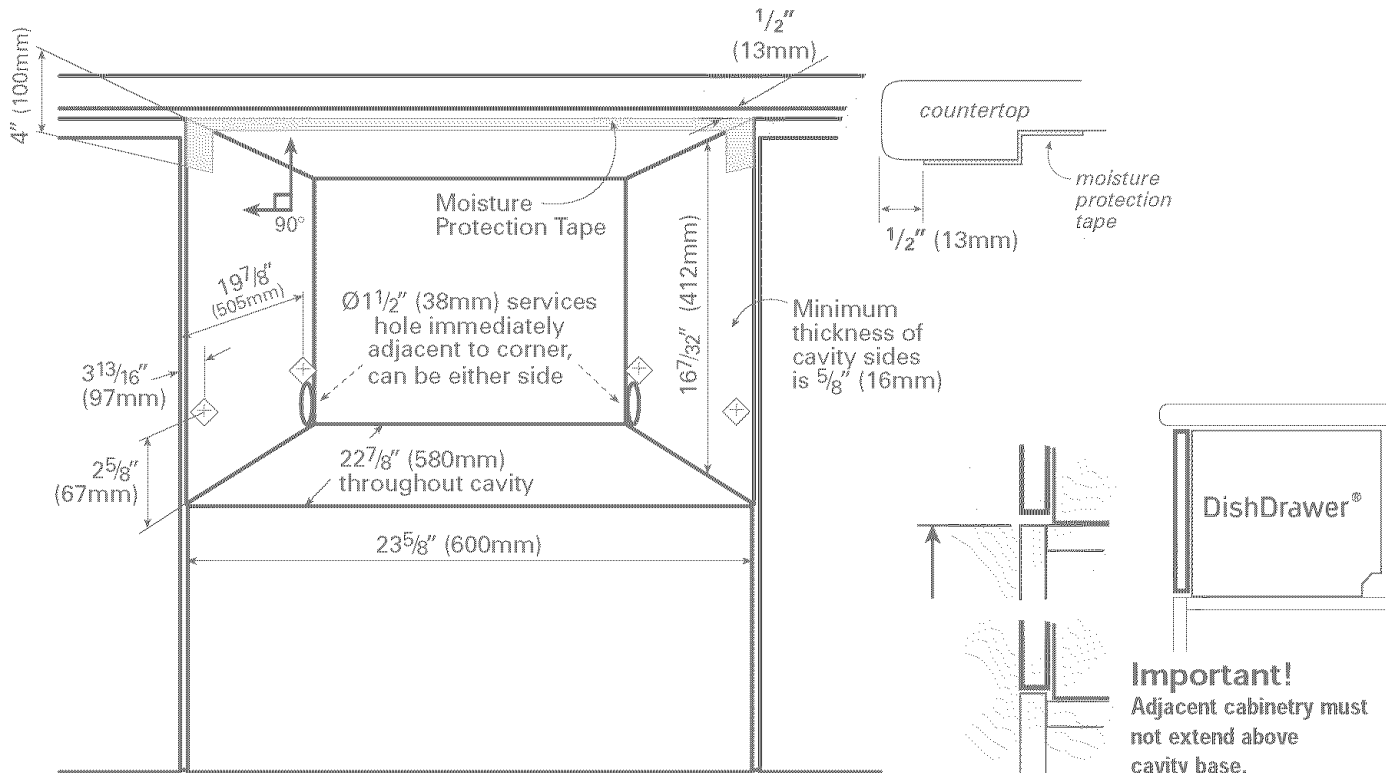 1/2"
(13mm)
4" (100mm)
countertop
moisture
protection
tape
1/2" (13mm)
90°
Moisture
Protection Tape
19 7/8"
(505mm)
Ø1 1/2" (38mm) services
hole immediately
adjacent to corner,
can be either side
16 7/32" (412mm)
Minimum
thickness of
cavity sides
is 5/8" (16mm)
3 13/16"
(97mm)
2 5/8"
(67mm)
22 7/8" (580mm)
throughout cavity
23 5/8" (600mm)
DishDrawer®
Important!
Adjacent cabinetry must
not extend above
cavity base.